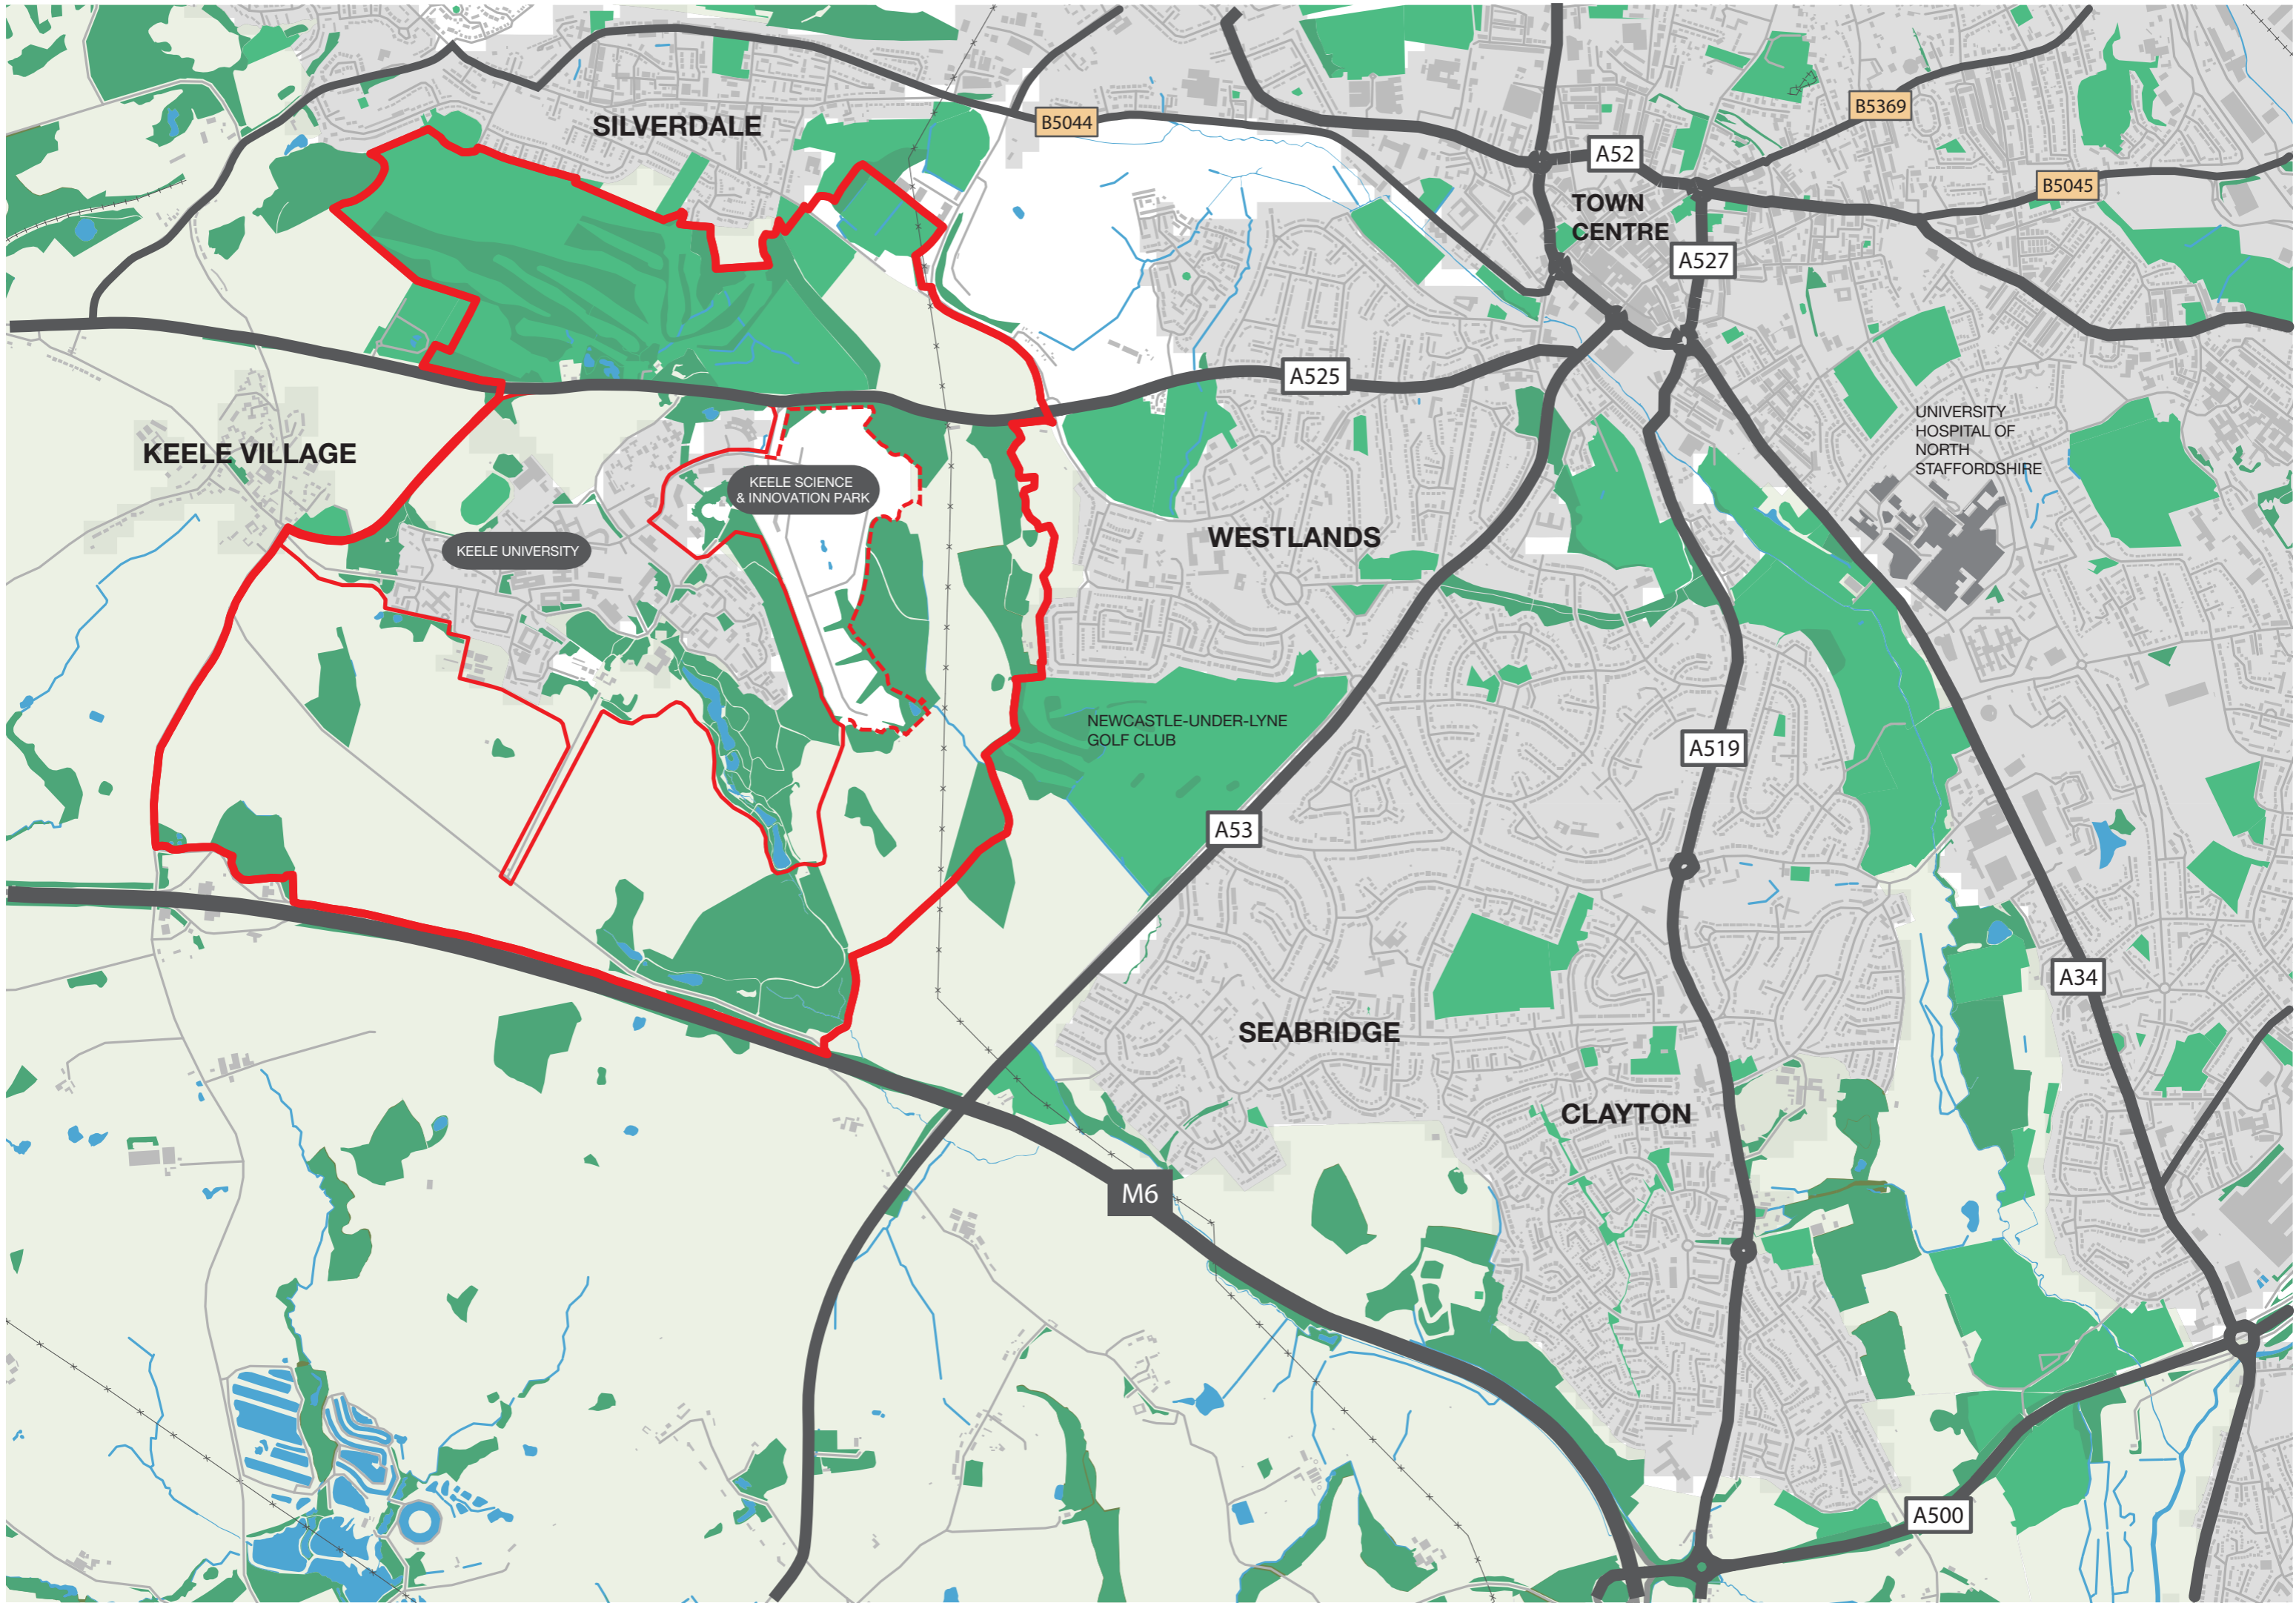 SILVERDALE
B5044
B5369
A52
B5045
TOWN
CENTRE
A527
A525
KEELE VILLAGE
UNIVERSITY
HOSPITAL OF
NORTH
STAFFORDSHIRE
KEELE SCIENCE
& INNOVATION PARK
KEELE UNIVERSITY
WESTLANDS
NEWCASTLE-UNDER-LYNE
GOLF CLUB
A519
A53
A34
SEABRIDGE
CLAYTON
M6
A500